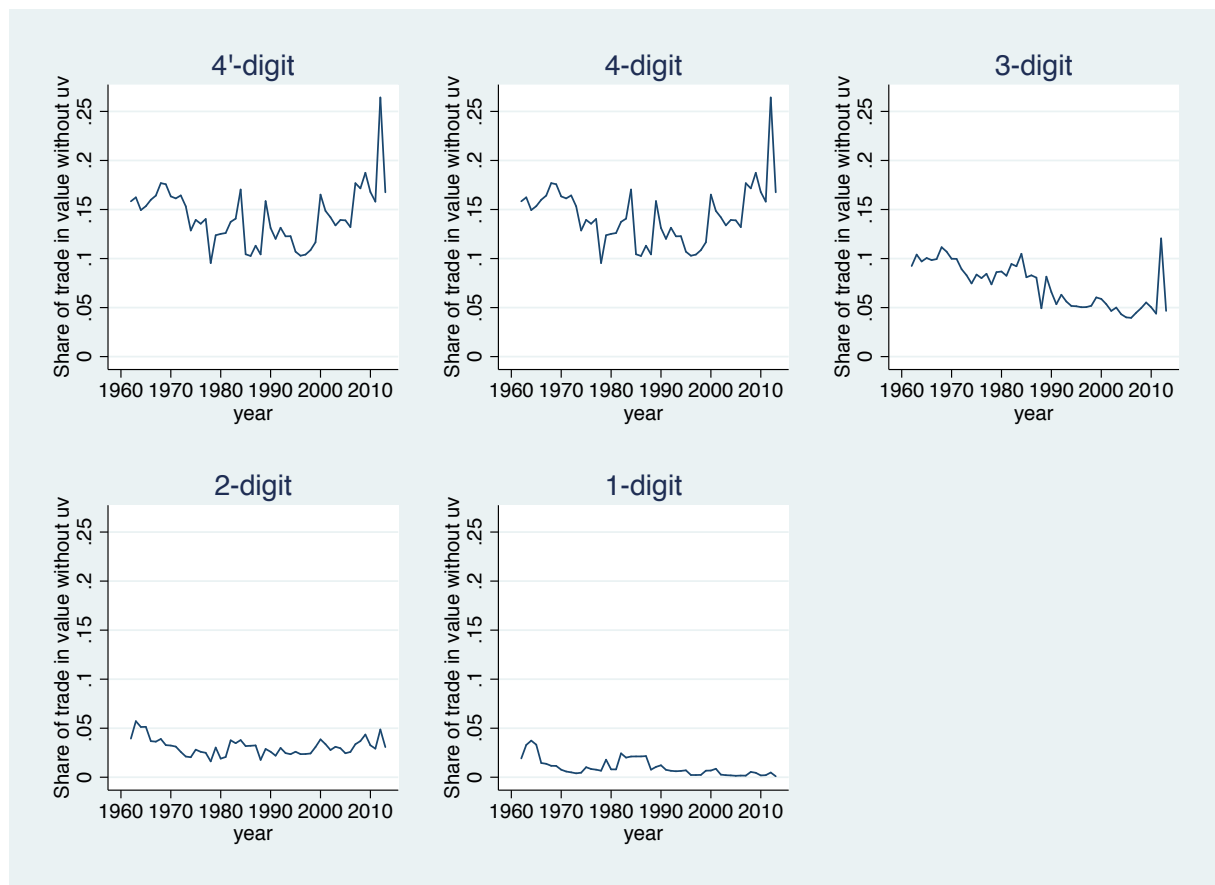 4'-digit
Share of trade in value without uv
0 .05 .1 .15 .2 .25
1960 1970 1980 1990 2000 2010
year
4-digit
Share of trade in value without uv
0 .05 .1 .15 .2 .25
1960 1970 1980 1990 2000 2010
year
3-digit
Share of trade in value without uv
0 .05 .1 .15 .2 .25
1960 1970 1980 1990 2000 2010
year
2-digit
Share of trade in value without uv
0 .05 .1 .15 .2 .25
1960 1970 1980 1990 2000 2010
year
1-digit
Share of trade in value without uv
0 .05 .1 .15 .2 .25
1960 1970 1980 1990 2000 2010
year